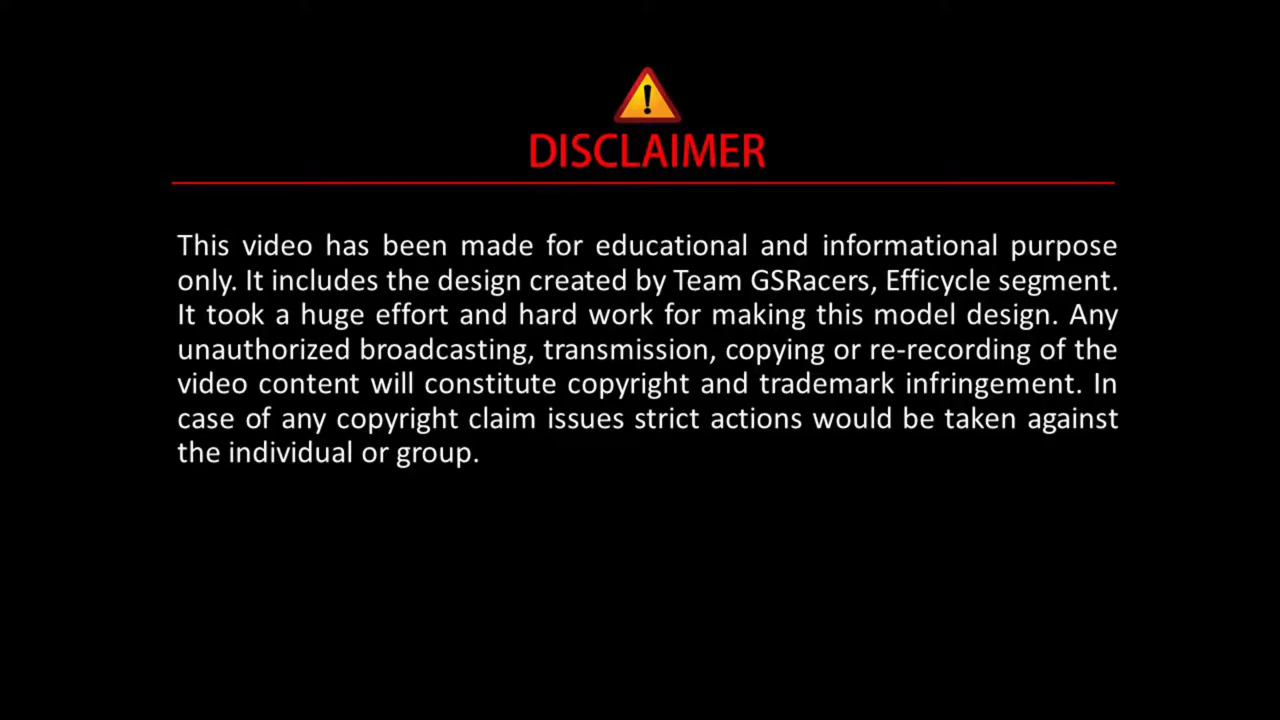 DISCLAIMER
This video has been made for educational and informational purpose
only. It includes the design created by Team GSRacers, Efficycle segment.
It took a huge effort and hard work for making this model design. Any
unauthorized broadcasting, transmission, copying or re-recording of the
video content will constitute copyright and trademark infringement. In
case of any copyright claim issues strict actions would be taken against
the individual or group.